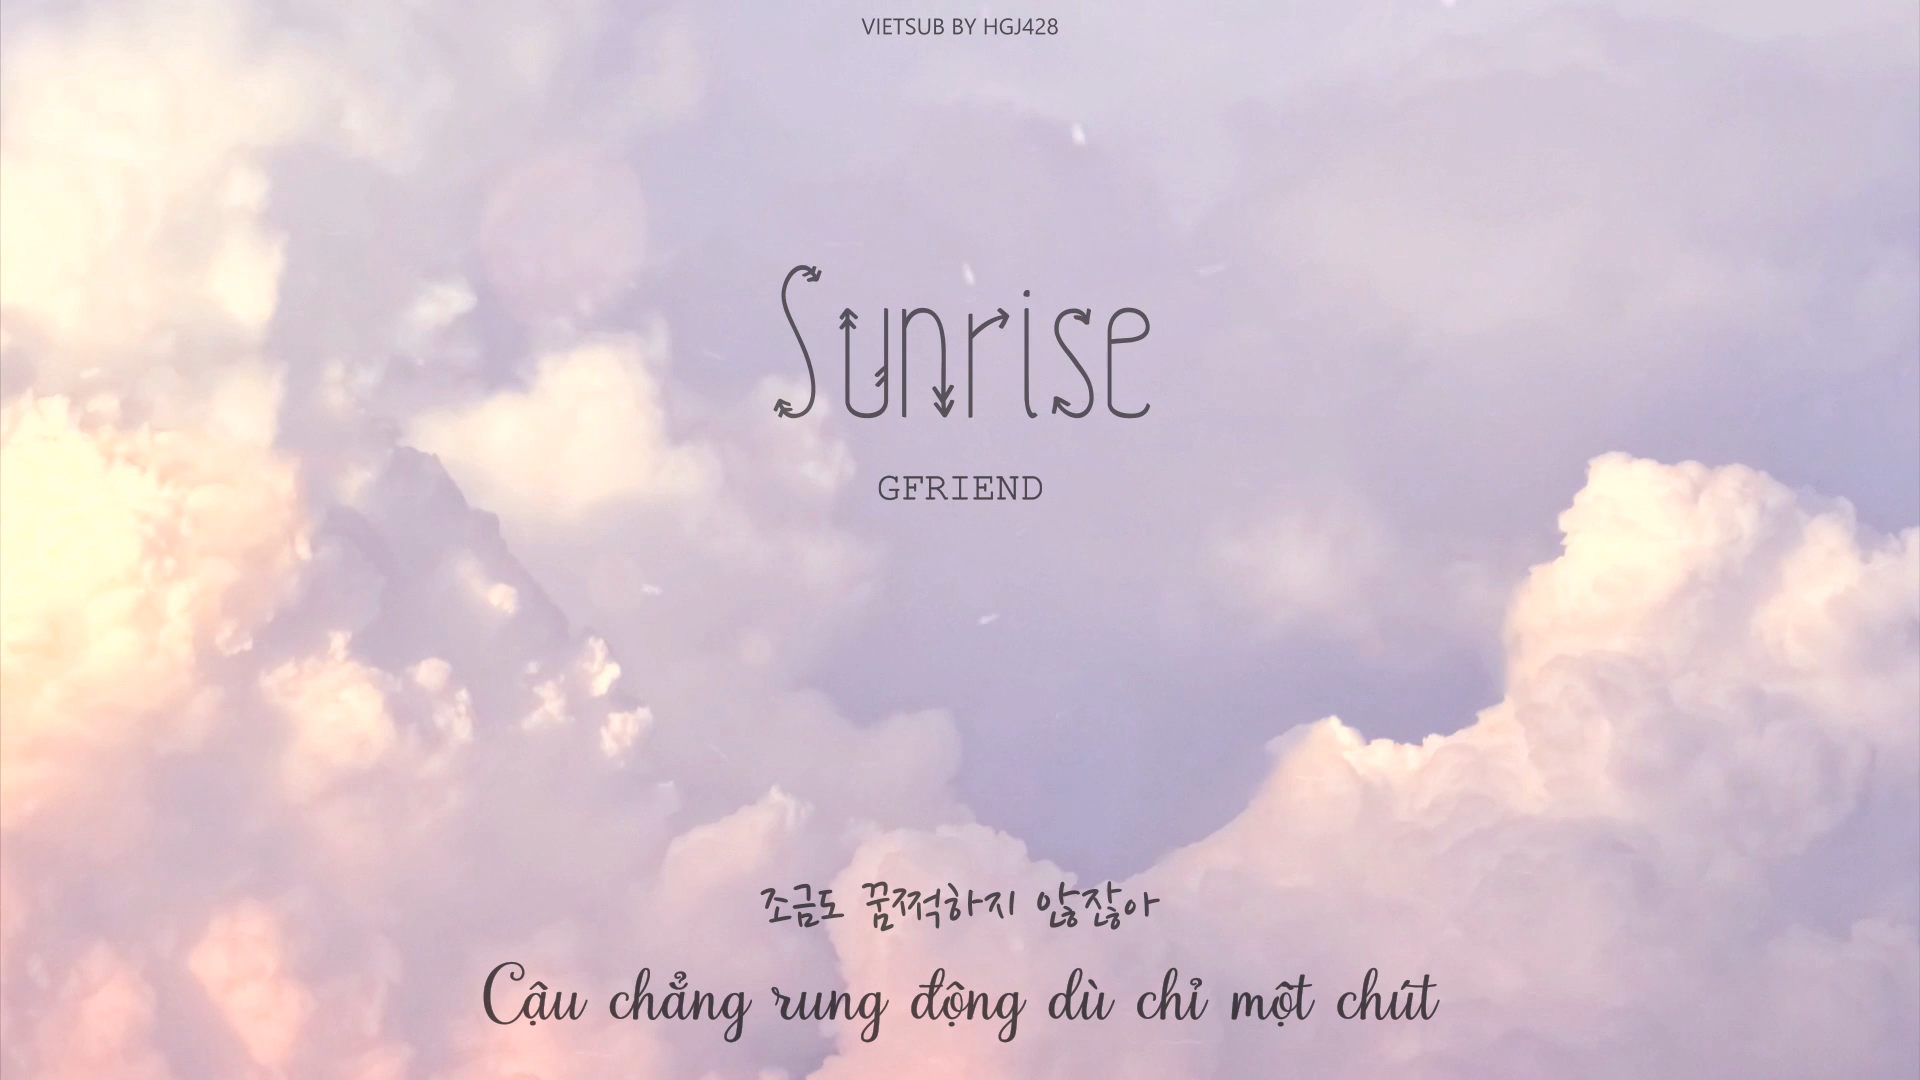 VIETSUB BY HGJ428
Sunrise
GFRIEND
조금도 꿈쩍하지 않잖아
Cậu chẳng rung động dù chỉ một chút